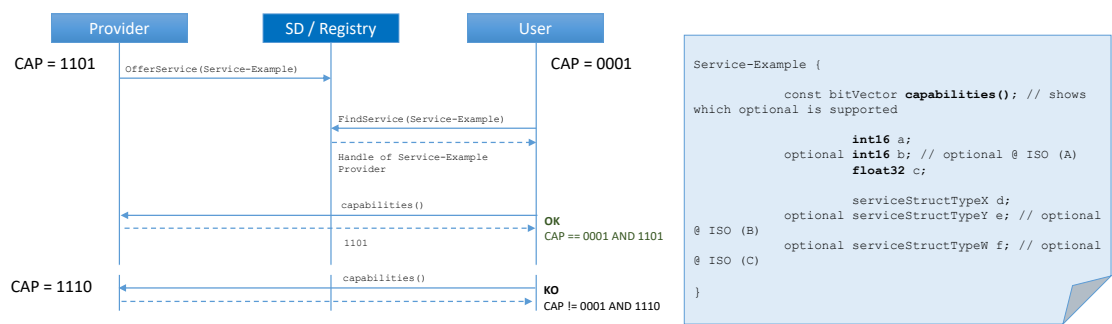 Provider
SD / Registry
User
CAP = 1101
CAP = 0001
OfferService(Service-Example)
FindService(Service-Example)
Handle of Service-Example
Provider
capabilities()
OK
CAP == 0001 AND 1101
1101
capabilities()
CAP = 1110
KO
CAP != 0001 AND 1110
Service-Example {
const bitVector capabilities(); // shows
which optional is supported
int16 a;
optional int16 b; // optional @ ISO (A)
float32 c;
serviceStructTypeX d;
optional serviceStructTypeY e; // optional
@ ISO (B)
optional serviceStructTypeW f; // optional
@ ISO (C)
}